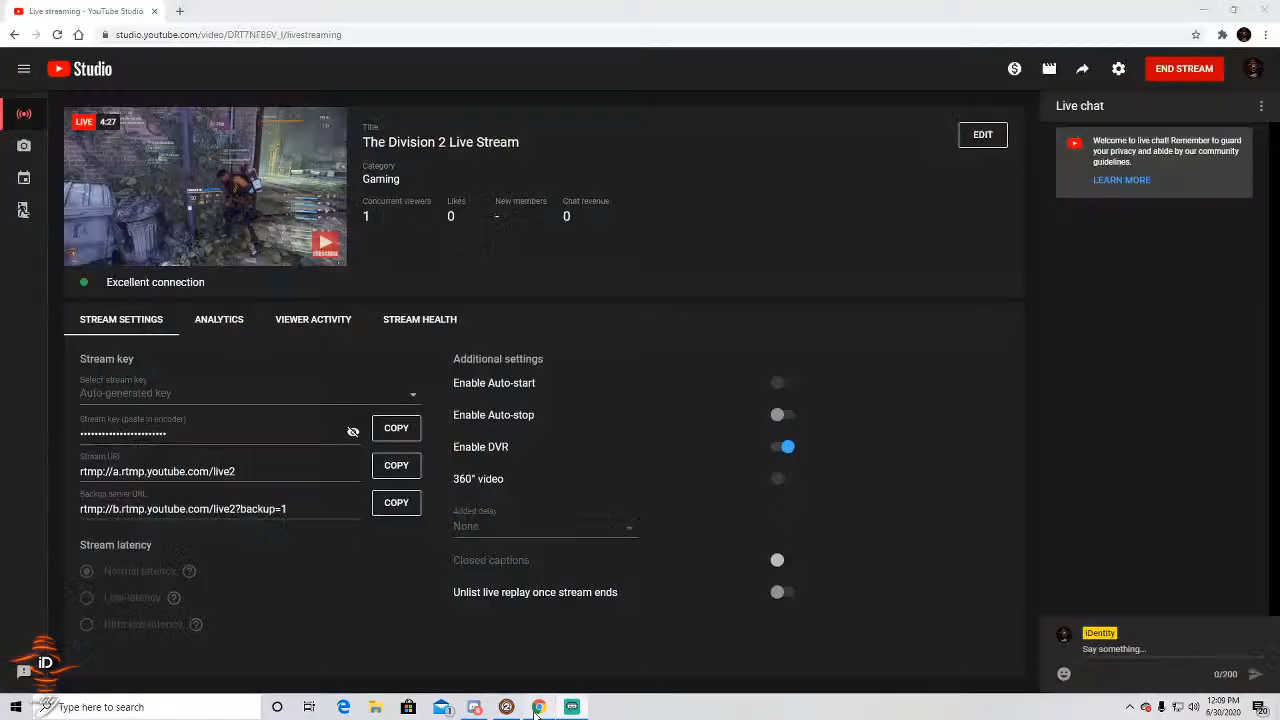 Live streaming - YouTube Studio
studio.youtube.com/video/DRT7NFB6V_I/livestreaming
Studio
END STREAM
LIVE 4:27
SUBSCRIBE
Title
The Division 2 Live Stream
Category
Gaming
EDIT
Concurrent viewers Likes New members Chat revenue
1 0 - 0
Excellent connection
STREAM SETTINGS ANALYTICS VIEWER ACTIVITY STREAM HEALTH
Stream key
Select stream key
Auto-generated key
Stream key (paste in encoder)
••••••••••••••••••••••••
COPY
Stream URL
rtmp://a.rtmp.youtube.com/live2
COPY
Backup server URL
rtmp://b.rtmp.youtube.com/live2?backup=1
COPY
Stream latency
Normal latency
Low-latency
Ultra low-latency
Additional settings
Enable Auto-start
Enable Auto-stop
Enable DVR
360° video
Added delay
None
Closed captions
Unlist live replay once stream ends
Live chat
Welcome to live chat! Remember to guard
your privacy and abide by our community
guidelines.
LEARN MORE
iDentity
Say something...
0/200
iD
Type here to search
12:09 PM
6/30/2020
20